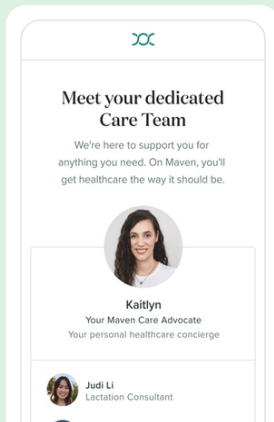 Meet your dedicated
Care Team
We're here to support you for
anything you need. On Maven, you'll
get healthcare the way it should be.
Kaitlyn
Your Maven Care Advocate
Your personal healthcare concierge
Judi Li
Lactation Consultant